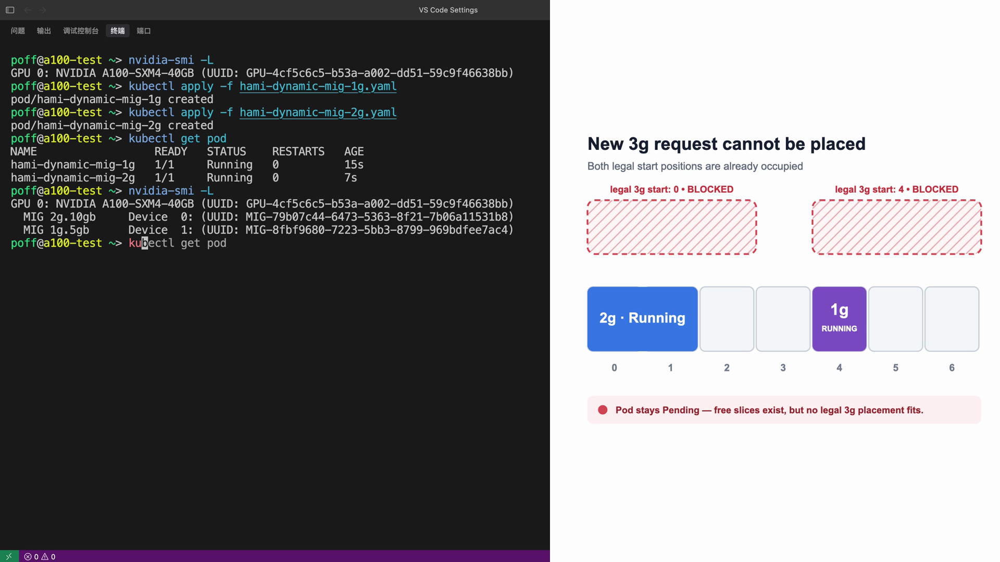 VS Code Settings
问题 输出 调试控制台 终端 端口
poff@a100-test ~> nvidia-smi -L
GPU 0: NVIDIA A100-SXM4-40GB (UUID: GPU-4cf5c6c5-b53a-a002-dd51-59c9f46638bb)
poff@a100-test ~> kubectl apply -f hami-dynamic-mig-1g.yaml
pod/hami-dynamic-mig-1g created
poff@a100-test ~> kubectl apply -f hami-dynamic-mig-2g.yaml
pod/hami-dynamic-mig-2g created
poff@a100-test ~> kubectl get pod
NAME READY STATUS RESTARTS AGE
hami-dynamic-mig-1g 1/1 Running 0 15s
hami-dynamic-mig-2g 1/1 Running 0 7s
poff@a100-test ~> nvidia-smi -L
GPU 0: NVIDIA A100-SXM4-40GB (UUID: GPU-4cf5c6c5-b53a-a002-dd51-59c9f46638bb)
MIG 2g.10gb Device 0: (UUID: MIG-79b07c44-6473-5363-8f21-7b06a11531b8)
MIG 1g.5gb Device 1: (UUID: MIG-8fbf9680-7223-5bb3-8799-969bdfee7ac4)
poff@a100-test ~> kubectl get pod
0 0
New 3g request cannot be placed
Both legal start positions are already occupied
legal 3g start: 0 • BLOCKED
legal 3g start: 4 • BLOCKED
2g · Running
1g
RUNNING
0 1 2 3 4 5 6
Pod stays Pending — free slices exist, but no legal 3g placement fits.